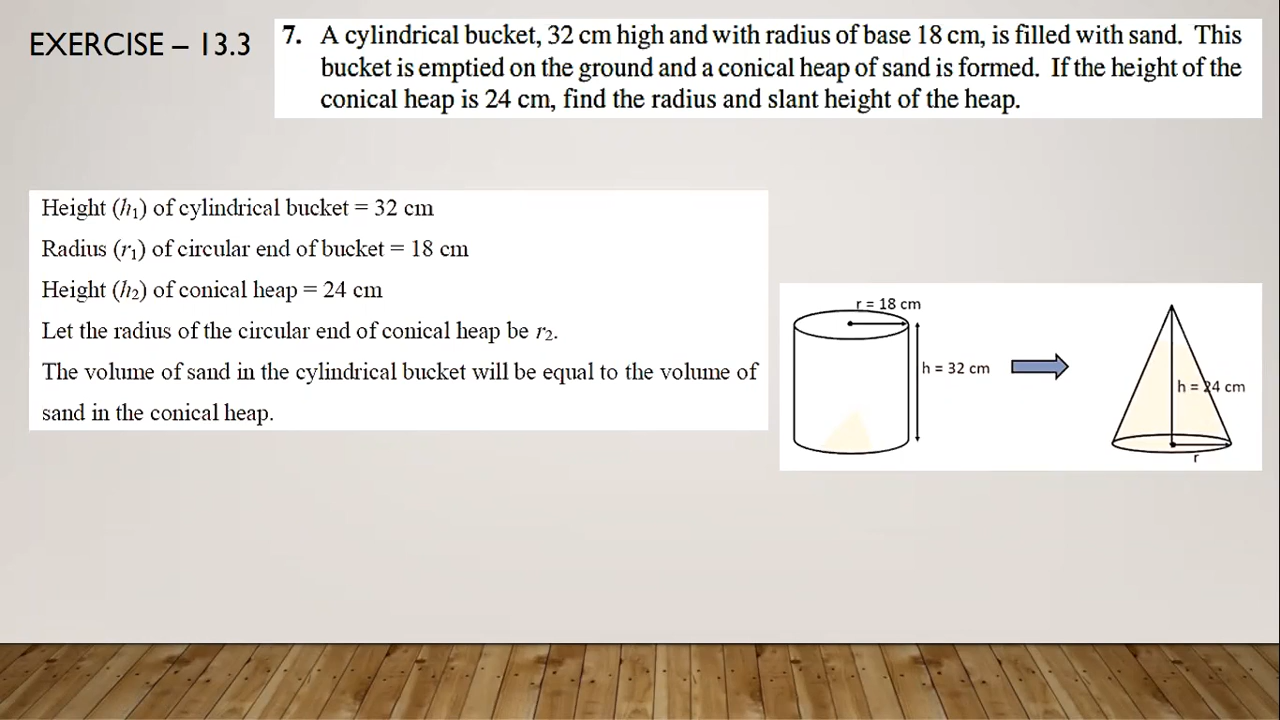 EXERCISE – 13.3
7. A cylindrical bucket, 32 cm high and with radius of base 18 cm, is filled with sand. This
bucket is emptied on the ground and a conical heap of sand is formed. If the height of the
conical heap is 24 cm, find the radius and slant height of the heap.
Height (h₁) of cylindrical bucket = 32 cm
Radius (r₁) of circular end of bucket = 18 cm
Height (h₂) of conical heap = 24 cm
Let the radius of the circular end of conical heap be r₂.
The volume of sand in the cylindrical bucket will be equal to the volume of
sand in the conical heap.
r = 18 cm
h = 32 cm
h = 24 cm
r